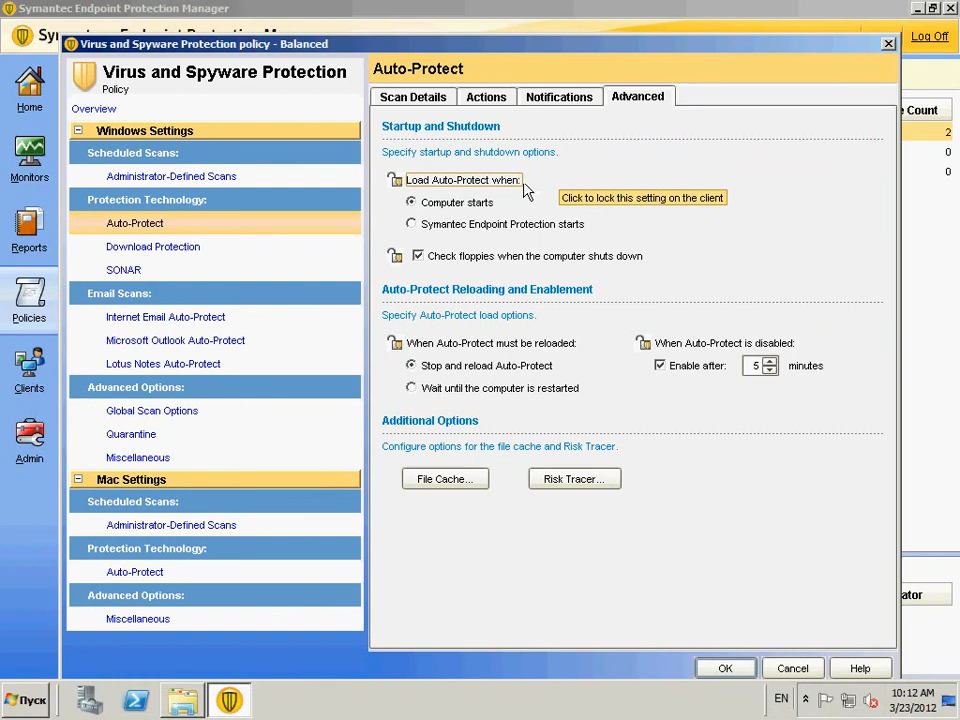 Symantec Endpoint Protection Manager
Log Off
Virus and Spyware Protection policy - Balanced
Virus and Spyware Protection
Policy
Overview
Windows Settings
Scheduled Scans:
Administrator-Defined Scans
Protection Technology:
Auto-Protect
Download Protection
SONAR
Email Scans:
Internet Email Auto-Protect
Microsoft Outlook Auto-Protect
Lotus Notes Auto-Protect
Advanced Options:
Global Scan Options
Quarantine
Miscellaneous
Mac Settings
Scheduled Scans:
Administrator-Defined Scans
Protection Technology:
Auto-Protect
Advanced Options:
Miscellaneous
Home
Monitors
Reports
Policies
Clients
Admin
Auto-Protect
Scan Details Actions Notifications Advanced
Startup and Shutdown
Specify startup and shutdown options.
Load Auto-Protect when:
Click to lock this setting on the client
Computer starts
Symantec Endpoint Protection starts
Check floppies when the computer shuts down
Auto-Protect Reloading and Enablement
Specify Auto-Protect load options.
When Auto-Protect must be reloaded: When Auto-Protect is disabled:
Stop and reload Auto-Protect Enable after: 5 minutes
Wait until the computer is restarted
Additional Options
Configure options for the file cache and Risk Tracer.
File Cache... Risk Tracer...
OK Cancel Help
Count
2
0
0
Пуск
EN
10:12 AM
3/23/2012